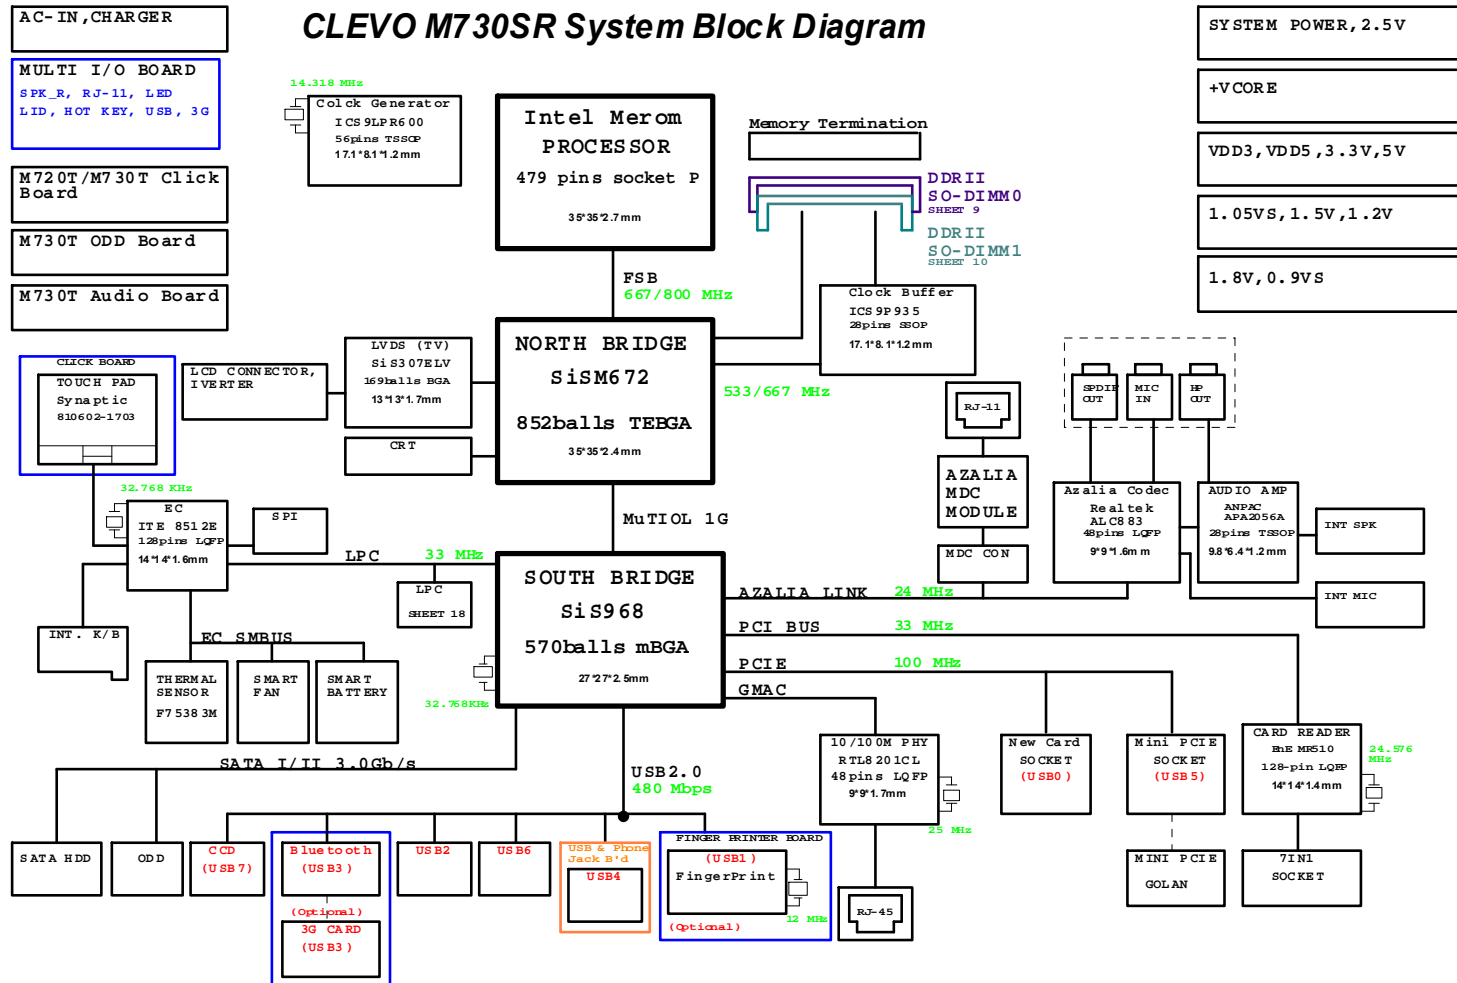 CLEVO M730SR System Block Diagram
AC-IN,CHARGER
MULTI I/O BOARD
SPK_R, RJ-11, LED
LID, HOT KEY, USB, 3G
M720T/M730T Click
Board
M730T ODD Board
M730T Audio Board
SYSTEM POWER,2.5V
+VCORE
VDD3,VDD5,3.3V,5V
1.05VS,1.5V,1.2V
1.8V,0.9VS
14.318 MHz
Colck Generator
ICS9LPR600
56pins TSSOP
17.1*8.1*1.2mm
Intel Merom
PROCESSOR
479 pins socket P
35*35*2.7mm
Memory Termination
DDRII
SO-DIMM0
SHEET 9
DDRII
SO-DIMM1
SHEET 10
FSB
667/800 MHz
Clock Buffer
ICS9P935
28pins SSOP
17.1*8.1*1.2mm
533/667 MHz
NORTH BRIDGE
SiSM672
852balls TEBGA
35*35*2.4mm
LVDS (TV)
SiS307ELV
169balls BGA
13*13*1.7mm
LCD CONNECTOR,
IVERTER
CRT
CLICK BOARD
TOUCH PAD
Synaptic
810602-1703
32.768 KHz
EC
ITE 8512E
128pins LQFP
14*14*1.6mm
SPI
INT. K/B
LPC
33 MHz
LPC
SHEET 18
EC SMBUS
THERMAL
SENSOR
F75383M
SMART
FAN
SMART
BATTERY
MuTIOL 1G
SOUTH BRIDGE
SiS968
570balls mBGA
27*27*2.5mm
32.768KHz
RJ-11
AZALIA
MDC
MODULE
MDC CON
SPDIF
OUT
MIC
IN
HP
OUT
Azalia Codec
Realtek
ALC883
48pins LQFP
9*9*1.6mm
AUDIO AMP
ANPAC
APA2056A
28pins TSSOP
9.8*6.4*1.2mm
INT SPK
INT MIC
AZALIA LINK
24 MHz
PCI BUS
33 MHz
PCIE
100 MHz
GMAC
10/100M PHY
RTL8201CL
48pins LQFP
9*9*1.7mm
25 MHz
RJ-45
New Card
SOCKET
(USB0)
Mini PCIE
SOCKET
(USB5)
MINI PCIE
GOLAN
CARD READER
EnE MR510
128-pin LQFP
14*14*1.4mm
24.576
MHz
7IN1
SOCKET
SATA I/II 3.0Gb/s
USB2.0
480 Mbps
SATA HDD
ODD
CCD
(USB7)
Bluetooth
(USB3)
(Optional)
3G CARD
(USB3)
USB2
USB6
USB & Phone
Jack B'd
USB4
FINGER PRINTER BOARD
(USB1)
FingerPrint
12 MHz
(Optional)